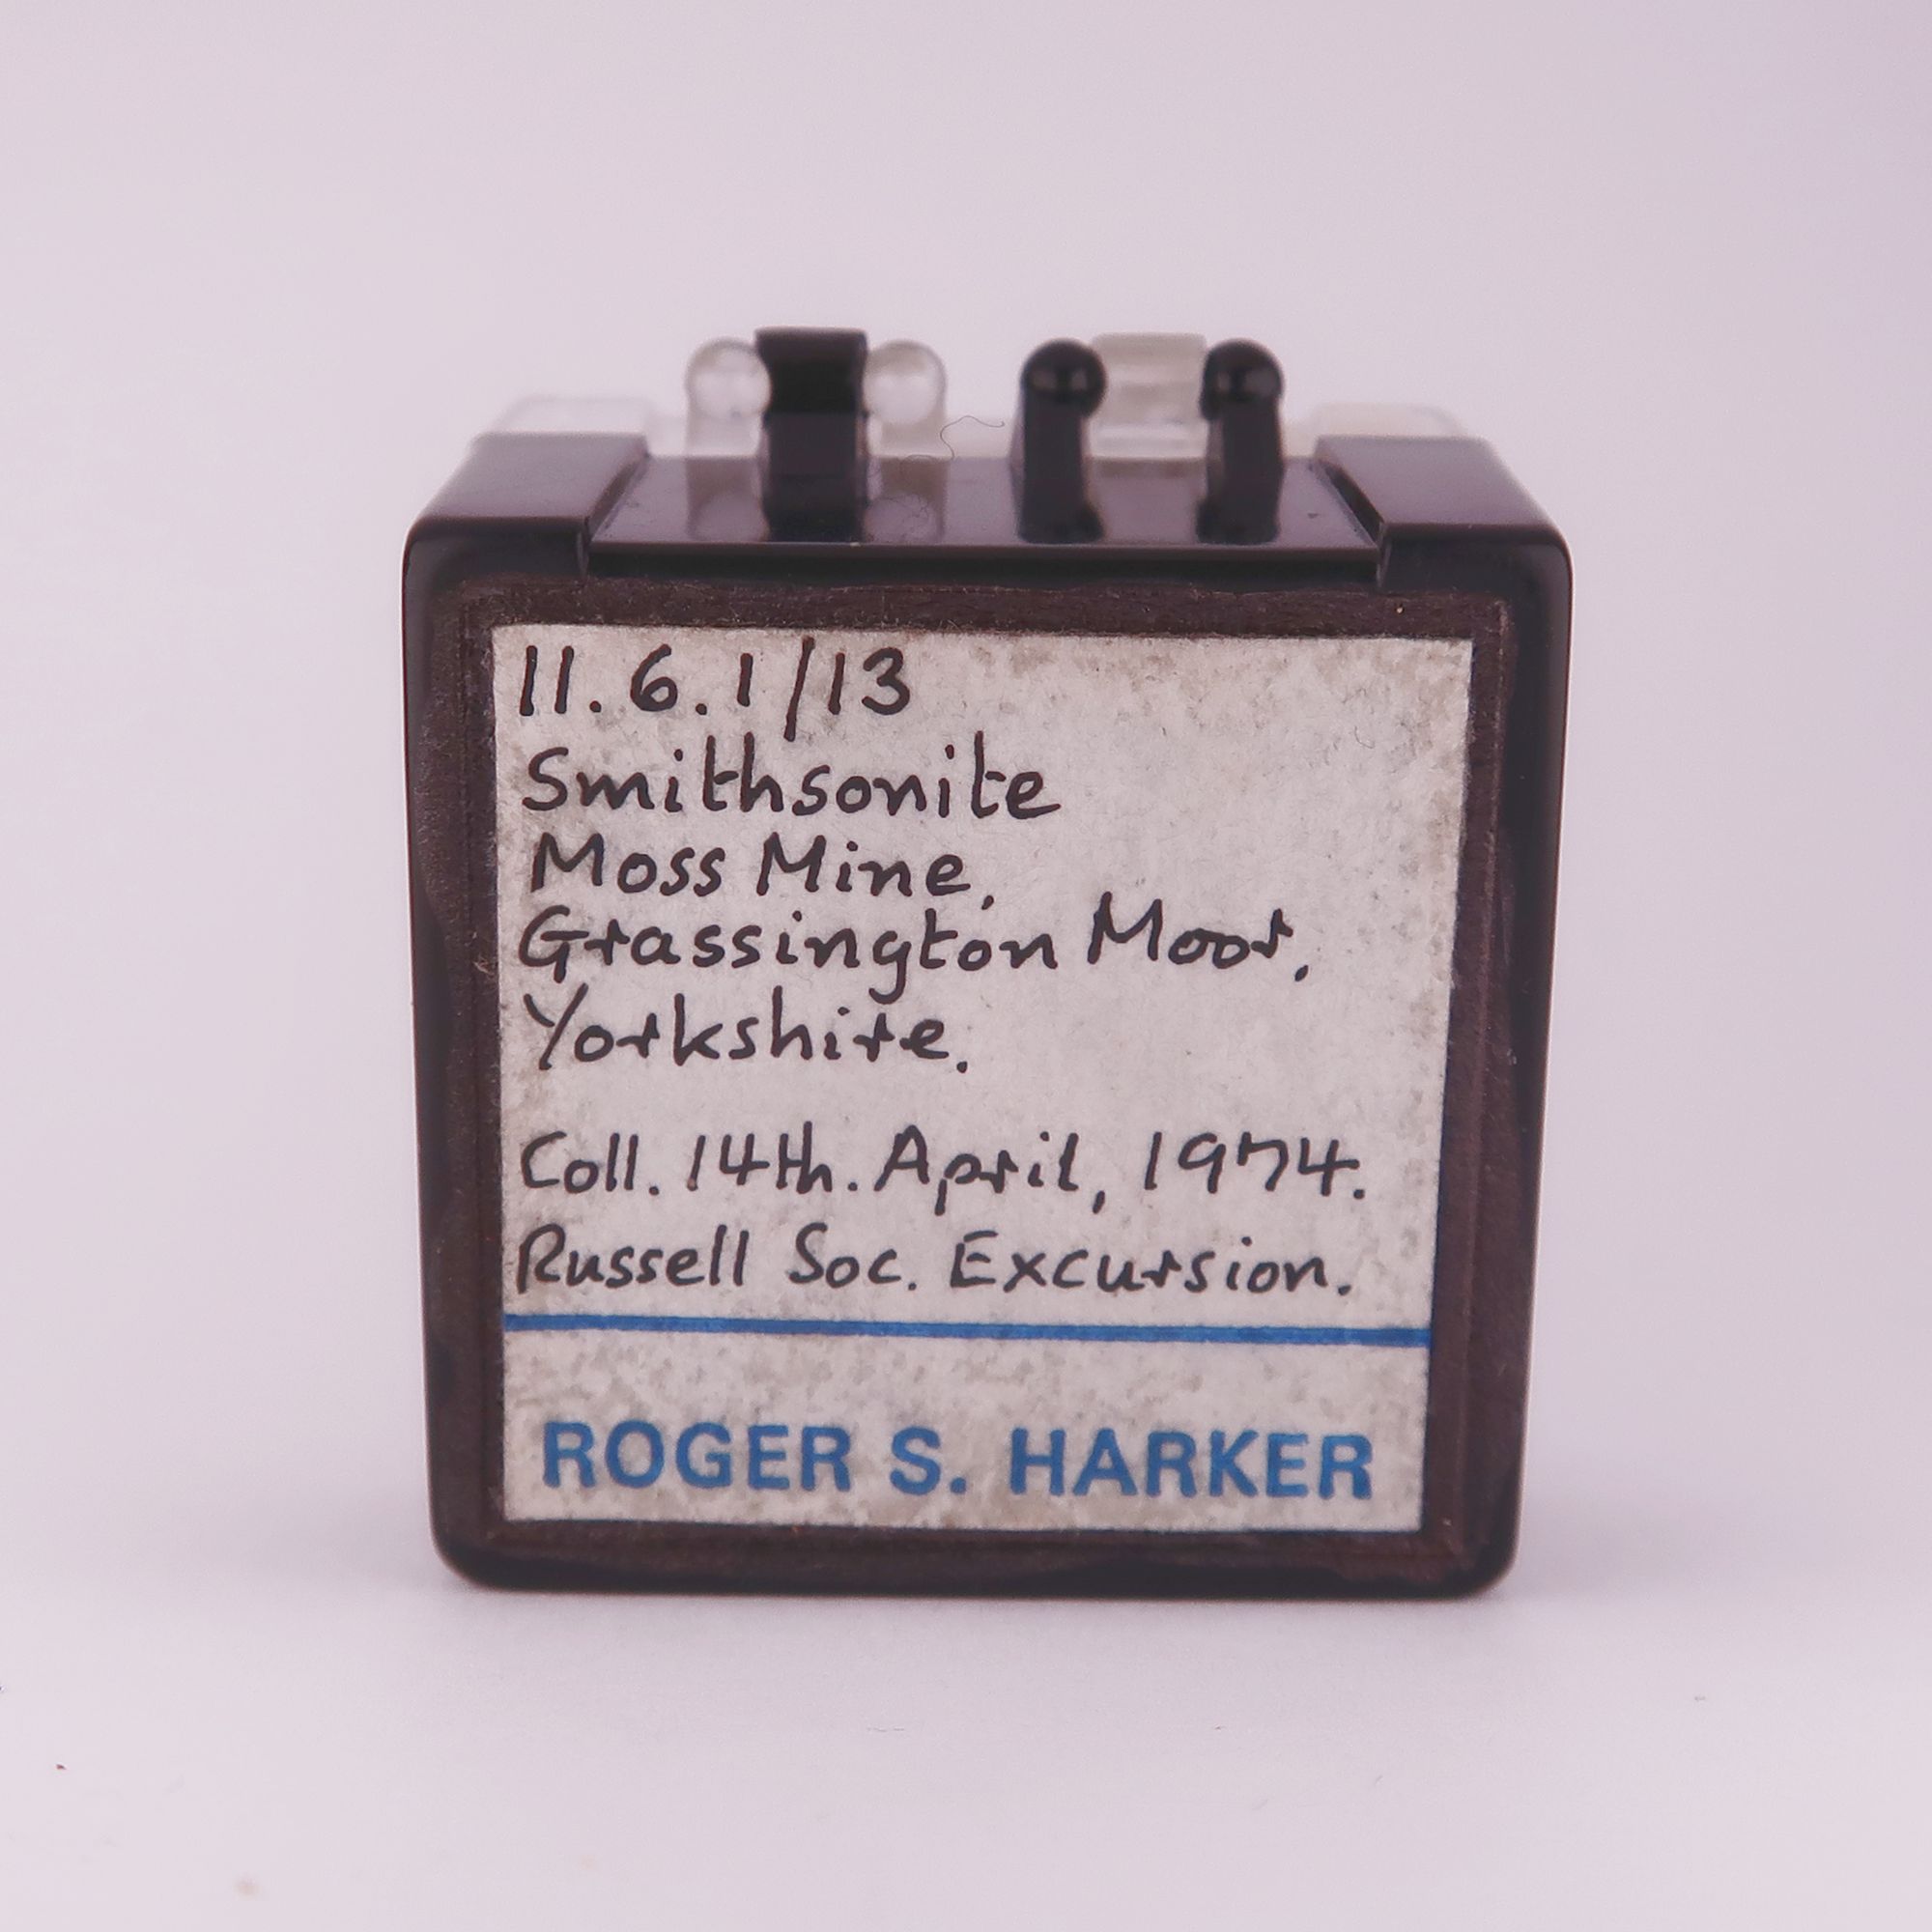 11.6.1/13
Smithsonite
Moss Mine,
Grassington Moor,
Yorkshire.
Coll. 14th. April, 1974.
Russell Soc. Excursion.
ROGER S. HARKER